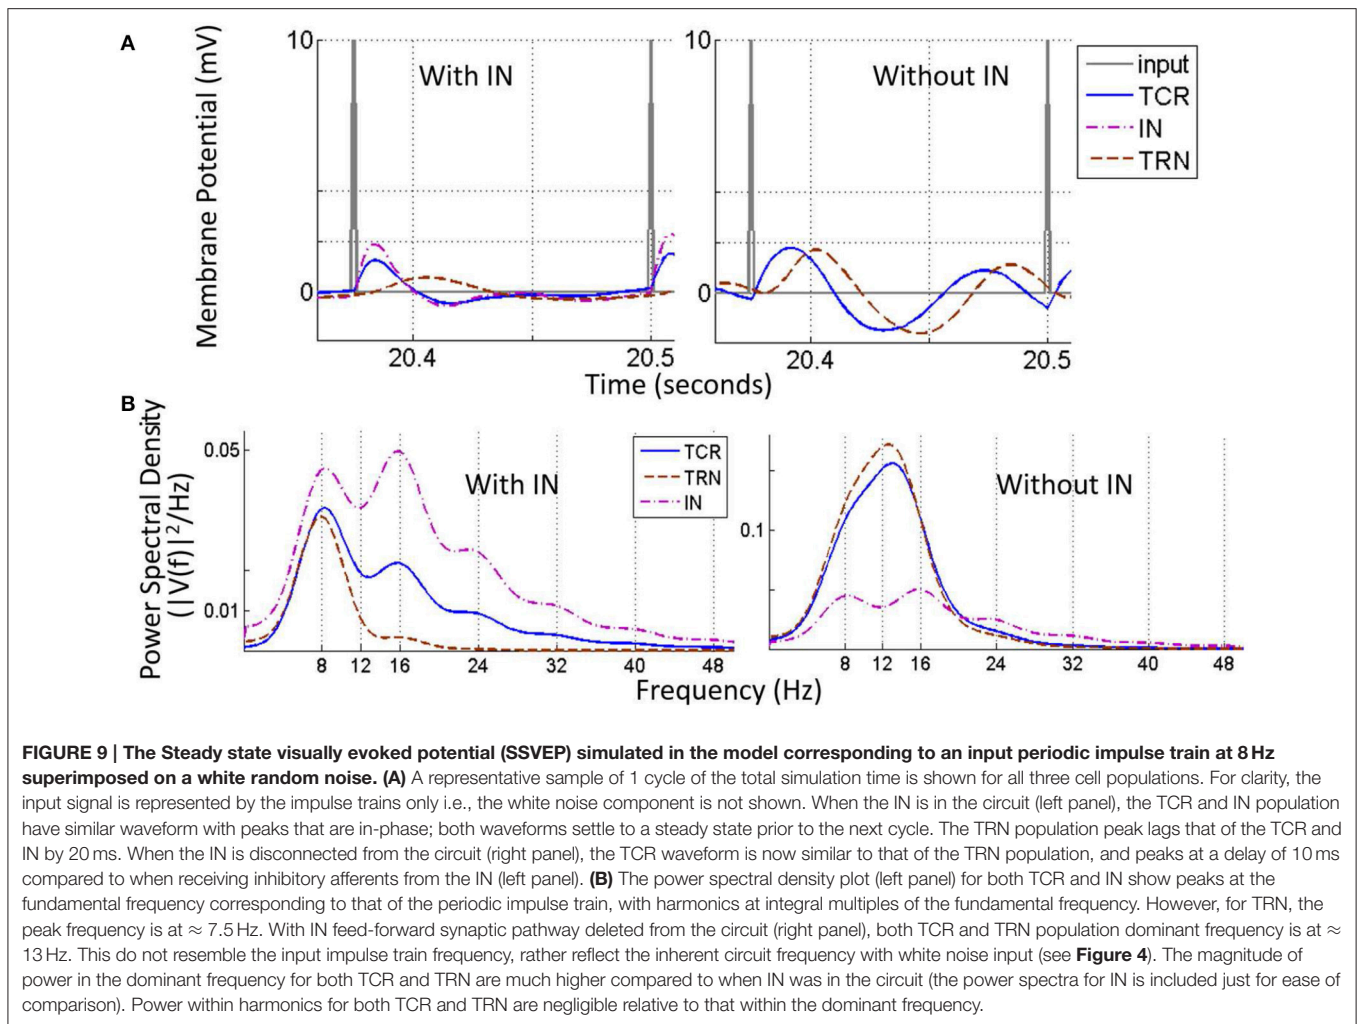 A
Membrane Potential (mV)
10
0
With IN
20.4
20.5
10
0
Without IN
20.4
20.5
input
TCR
IN
TRN
Time (seconds)
B
Power Spectral Density
(|V(f)||²/Hz)
0.05
0.01
With IN
TCR
TRN
IN
8 12 16 24 32 40 48
0.1
Without IN
8 12 16 24 32 40 48
Frequency (Hz)
FIGURE 9 | The Steady state visually evoked potential (SSVEP) simulated in the model corresponding to an input periodic impulse train at 8 Hz
superimposed on a white random noise. (A) A representative sample of 1 cycle of the total simulation time is shown for all three cell populations. For clarity, the
input signal is represented by the impulse trains only i.e., the white noise component is not shown. When the IN is in the circuit (left panel), the TCR and IN population
have similar waveform with peaks that are in-phase; both waveforms settle to a steady state prior to the next cycle. The TRN population peak lags that of the TCR and
IN by 20 ms. When the IN is disconnected from the circuit (right panel), the TCR waveform is now similar to that of the TRN population, and peaks at a delay of 10 ms
compared to when receiving inhibitory afferents from the IN (left panel). (B) The power spectral density plot (left panel) for both TCR and IN show peaks at the
fundamental frequency corresponding to that of the periodic impulse train, with harmonics at integral multiples of the fundamental frequency. However, for TRN, the
peak frequency is at ≈ 7.5 Hz. With IN feed-forward synaptic pathway deleted from the circuit (right panel), both TCR and TRN population dominant frequency is at ≈
13 Hz. This do not resemble the input impulse train frequency, rather reflect the inherent circuit frequency with white noise input (see Figure 4). The magnitude of
power in the dominant frequency for both TCR and TRN are much higher compared to when IN was in the circuit (the power spectra for IN is included just for ease of
comparison). Power within harmonics for both TCR and TRN are negligible relative to that within the dominant frequency.